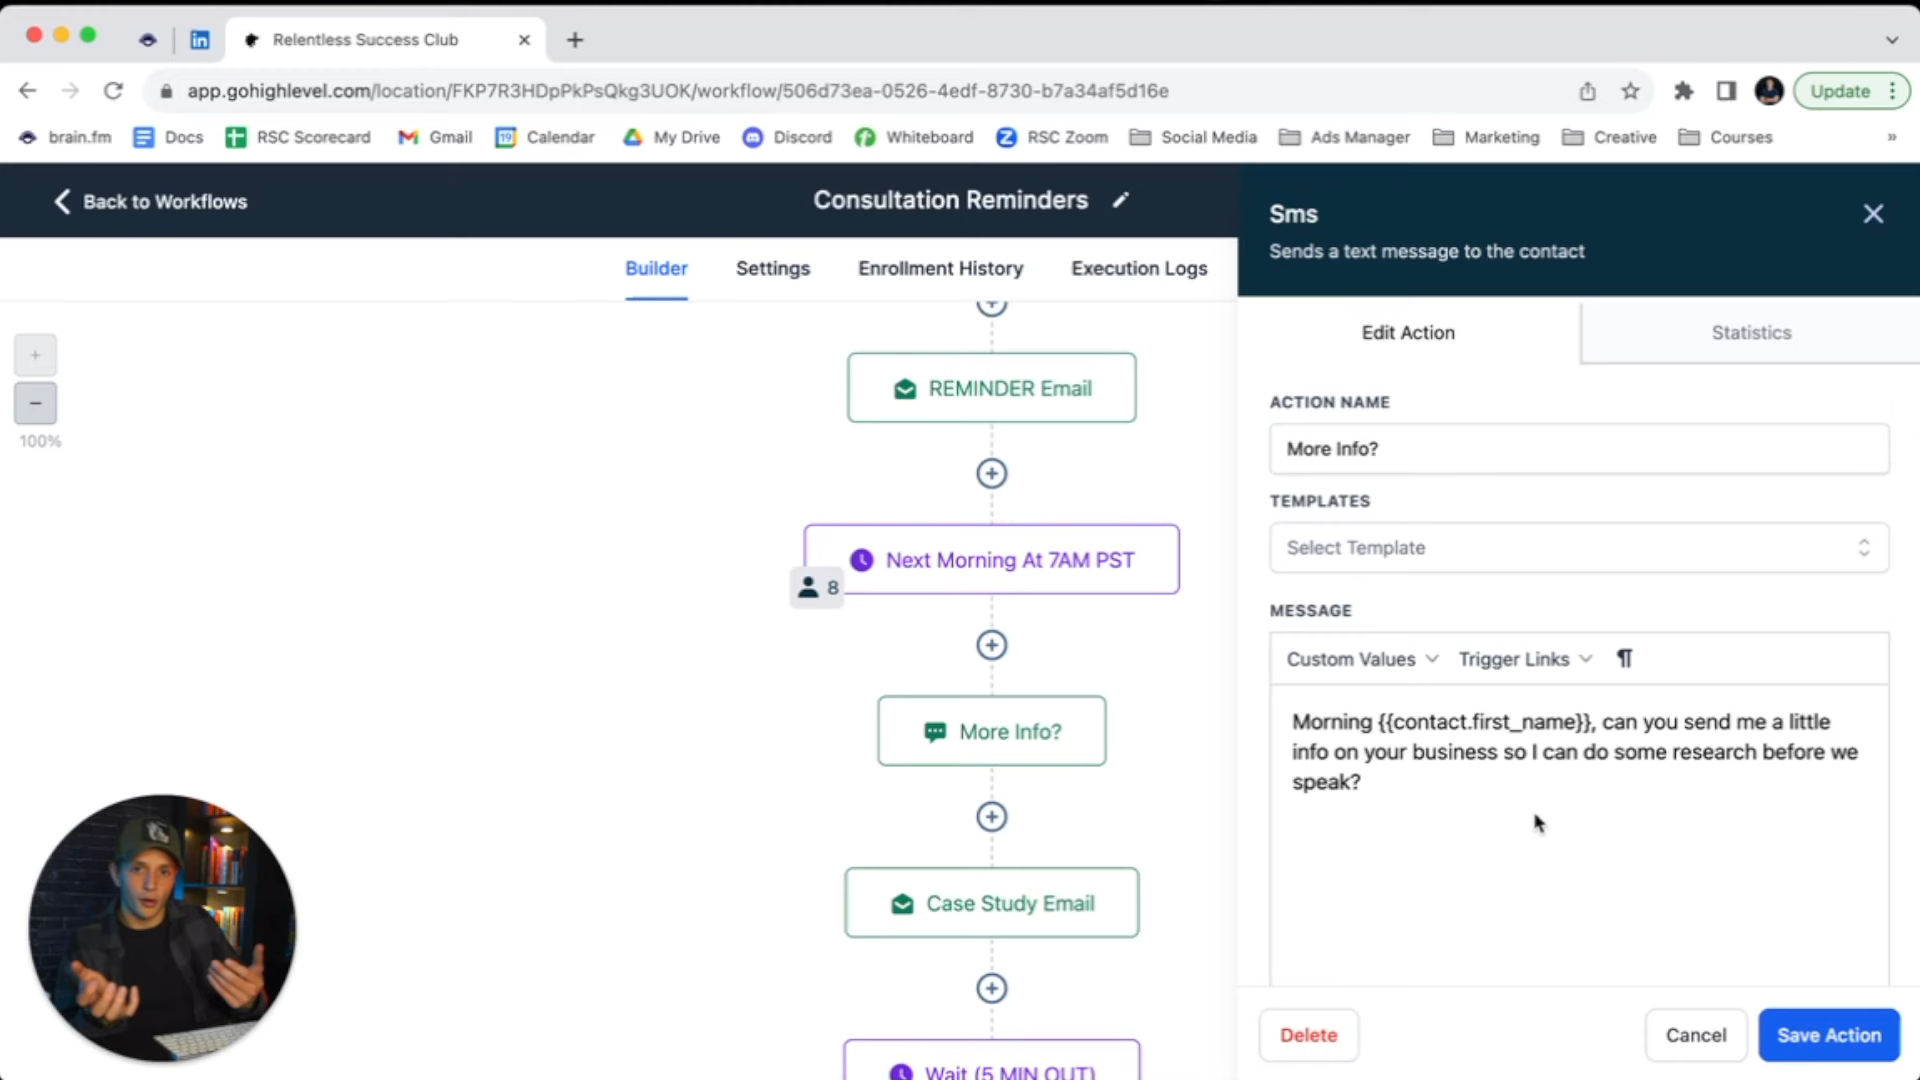 Relentless Success Club
app.gohighlevel.com/location/FKP7R3HDpPkPsQkg3UOK/workflow/506d73ea-0526-4edf-8730-b7a34af5d16e
Update
brain.fm Docs RSC Scorecard Gmail 19 Calendar My Drive Discord Whiteboard Z RSC Zoom Social Media Ads Manager Marketing Creative Courses »
Back to Workflows
Consultation Reminders
Builder Settings Enrollment History Execution Logs
100%
REMINDER Email
Next Morning At 7AM PST
8
More Info?
Case Study Email
Wait (5 MIN OUT)
Sms
Sends a text message to the contact
Edit Action Statistics
ACTION NAME
More Info?
TEMPLATES
Select Template
MESSAGE
Custom Values Trigger Links ¶
Morning {{contact.first_name}}, can you send me a little
info on your business so I can do some research before we
speak?
Delete Cancel Save Action